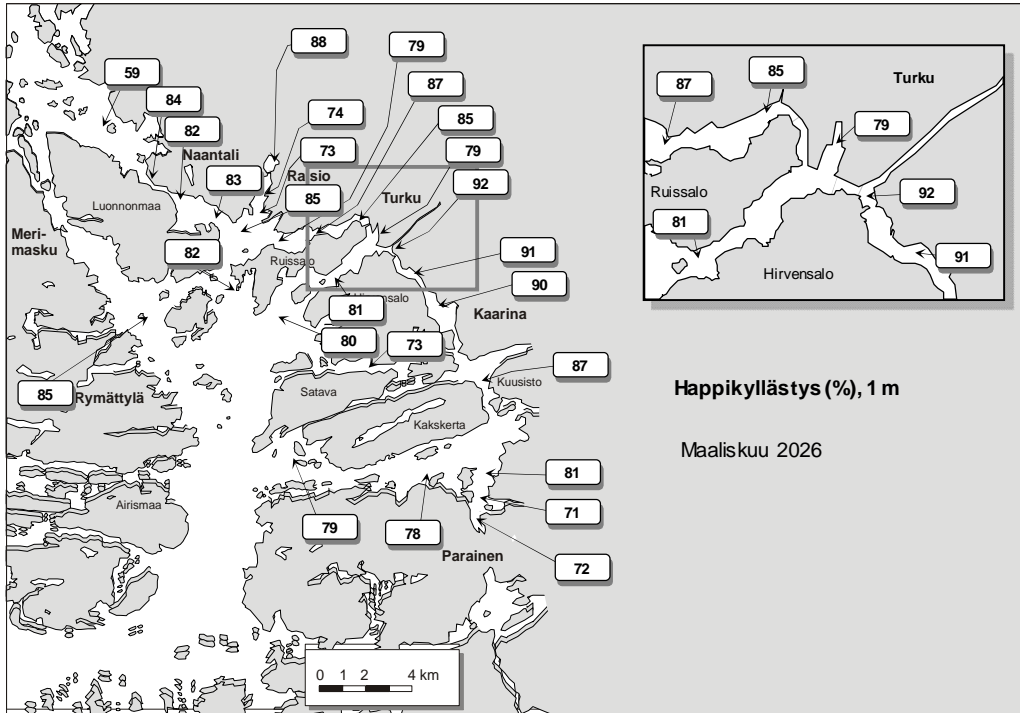 59
84
82
Naantali
83
Luonnonmaa
Meri-
masku
82
88
79
87
74
85
73
79
Raisio
85
92
Turku
Ruissalo
91
90
81
Kaarina
80
73
87
Kuusisto
85
Rymättylä
Satava
Kakskerta
Airismaa
81
71
79
78
72
Parainen
0 1 2 4 km
87
85
Turku
79
Ruissalo
92
81
91
Hirvensalo
Happikyllästys (%), 1 m
Maaliskuu 2026